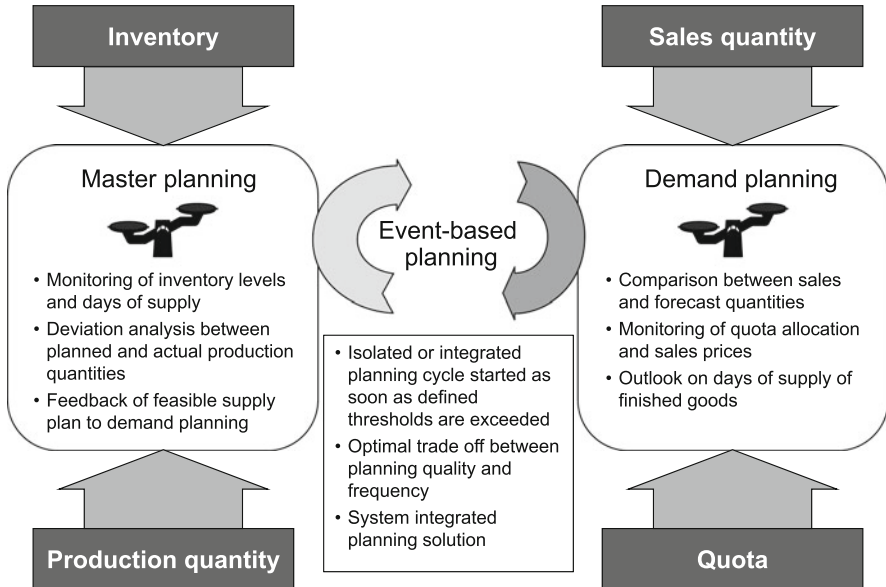 Inventory
Sales quantity
Master planning
• Monitoring of inventory levels
and days of supply
• Deviation analysis between
planned and actual production
quantities
• Feedback of feasible supply
plan to demand planning
Event-based
planning
• Isolated or integrated
planning cycle started as
soon as defined
thresholds are exceeded
• Optimal trade off between
planning quality and
frequency
• System integrated
planning solution
Demand planning
• Comparison between sales
and forecast quantities
• Monitoring of quota allocation
and sales prices
• Outlook on days of supply of
finished goods
Production quantity
Quota